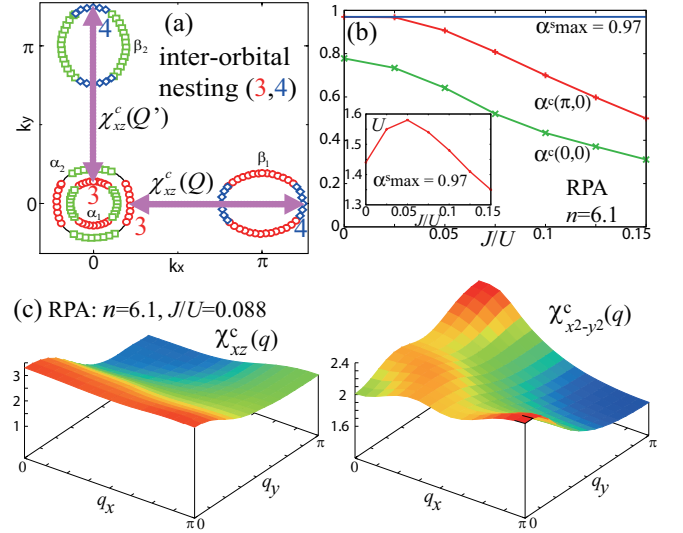 (a)
inter-orbital
nesting (3,4)
4
β₂
π
ky
χᶜxz(Q’)
χᶜxz(Q)
α₂
3
α₁
3
β₁
4
0
0
kx
π
(b)
1
0.8
0.6
0.4
0.2
0
αˢmax = 0.97
αᶜ(π,0)
αᶜ(0,0)
U
1.6
1.5
1.4
1.3
αˢmax = 0.97
0
0.05
0.1
0.15
J/U
RPA
n=6.1
0
0.05
0.1
0.15
J/U
(c) RPA: n=6.1, J/U=0.088
χᶜxz(q)
3
2
1
0
qx
π
0
qy
π
χᶜx2-y2(q)
2.4
2
1.6
0
qx
π
0
qy
π